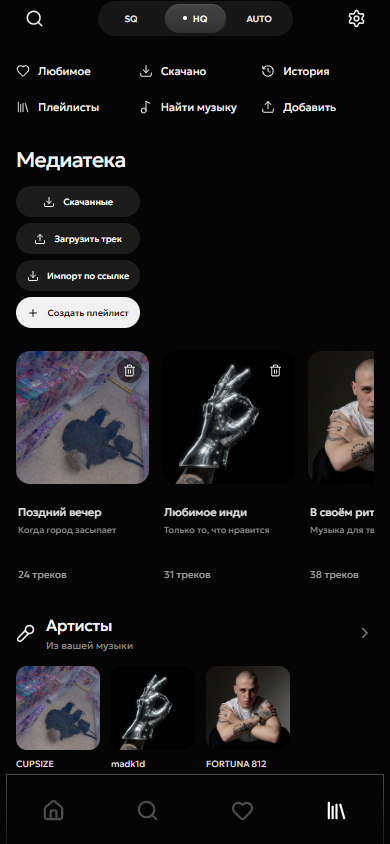 SQ HQ AUTO
Любимое Скачано История
Плейлисты Найти музыку Добавить
Медиатека
Скачанные
Загрузить трек
Импорт по ссылке
Создать плейлист
Поздний вечер Любимое инди В своём рит
Когда город засыпает Только то, что нравится Музыка для тв
24 треков 31 треков 38 треков
Артисты
Из вашей музыки
CUPSIZE madk1d FORTUNA 812